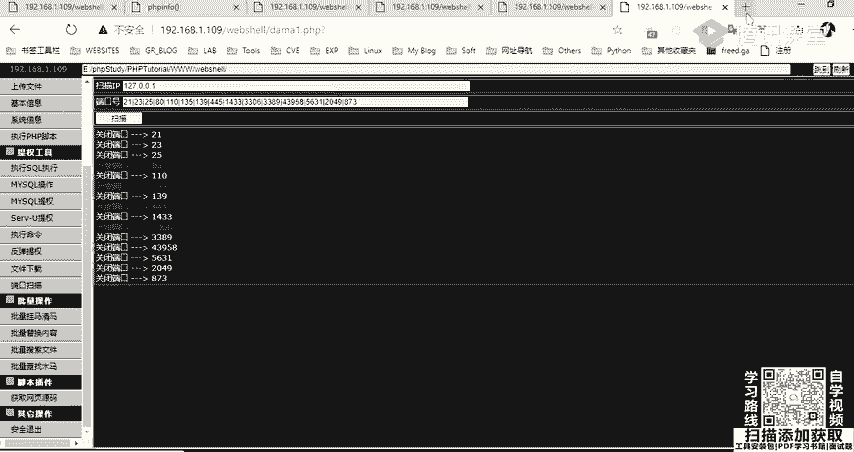 192.168.1.109/webshell
phpinfo()
192.168.1.109/webshell/
192.168.1.109/webshell/
192.168.1.109/webshell/
192.168.1.109/webshe
不安全 192.168.1.109/webshell/dama1.php?
腾讯课堂
书签工具栏 WEBSITES GR_BLOG LAB Tools CVE EXP Linux My Blog Soft 网址导航 Others Python 其他收藏夹 freed.ga 注册
192.168.1.109 E:/phpStudy/PHPTutorial/WWW/webshell/
上传文件
基本信息
系统信息
执行PHP脚本
提权工具
执行SQL执行
MYSQL操作
MYSQL提权
Serv-U提权
执行命令
反弹提权
文件下载
端口扫描
批量操作
批量挂马清马
批量替换内容
批量搜索文件
批量查找木马
脚本插件
获取网页源码
其它操作
安全退出
扫描IP 127.0.0.1
端口号 21|23|25|80|110|135|139|445|1433|3306|3389|43958|5631|2049|873
扫描
关闭端口 ---> 21
关闭端口 ---> 23
关闭端口 ---> 25
关闭端口 ---> 110
关闭端口 ---> 139
关闭端口 ---> 1433
关闭端口 ---> 3389
关闭端口 ---> 43958
关闭端口 ---> 5631
关闭端口 ---> 2049
关闭端口 ---> 873
学习路线
自学视频
扫描添加获取
工具安装包|PDF学习书籍|面试题